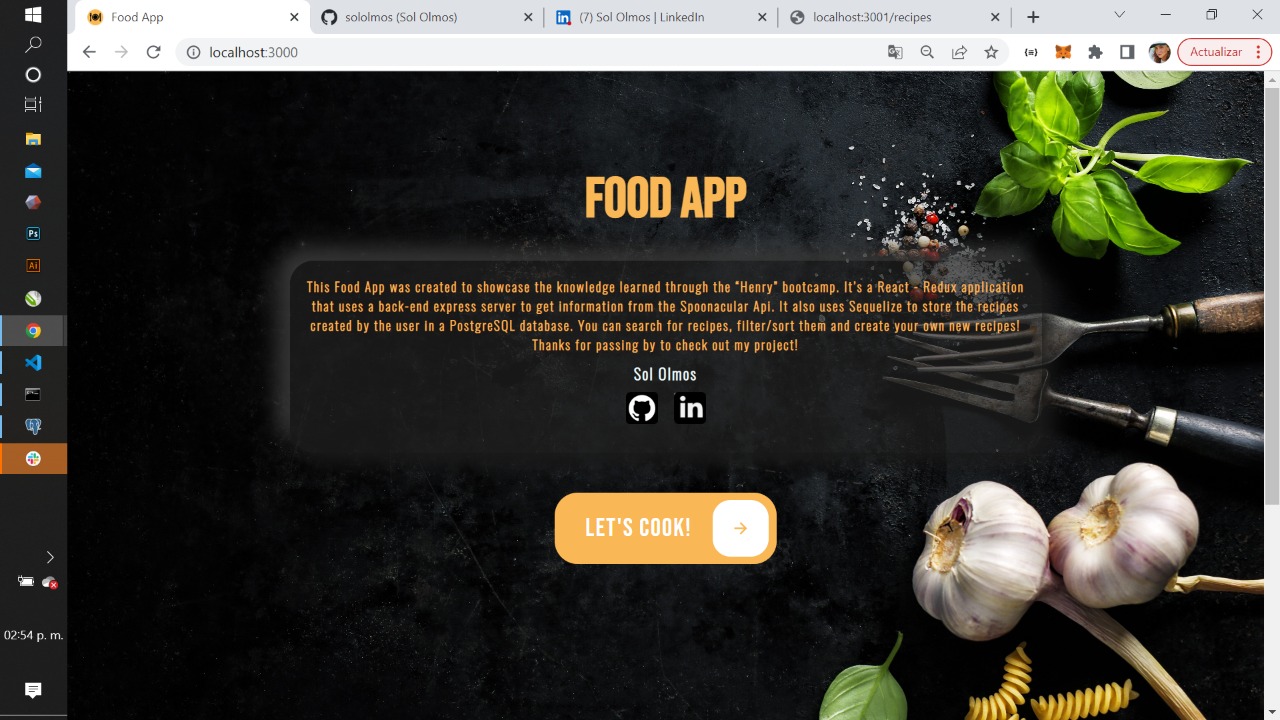 Food App
sololmos (Sol Olmos)
(7) Sol Olmos | LinkedIn
localhost:3001/recipes
localhost:3000
Actualizar
FOOD APP
This Food App was created to showcase the knowledge learned through the "Henry" bootcamp. It's a React - Redux application
that uses a back-end express server to get information from the Spoonacular Api. It also uses Sequelize to store the recipes
created by the user in a PostgreSQL database. You can search for recipes, filter/sort them and create your own new recipes!
Thanks for passing by to check out my project!
Sol Olmos
in
LET'S COOK!
Ps
Ai
02:54 p. m.